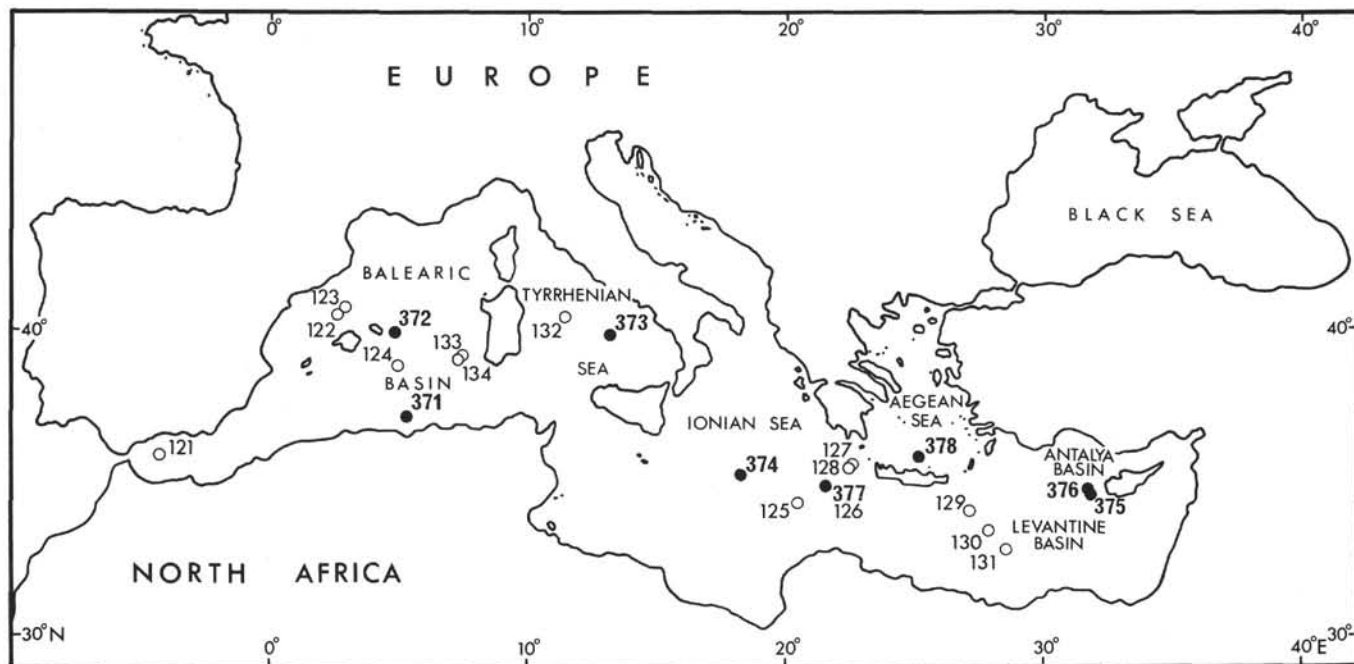 0° 10° 20° 30° 40°
EUROPE
BLACK SEA
BALEARIC
TYRRHENIAN
123
122
372
132
373
40°
40°
124
133
134
BASIN
SEA
371
AEGEAN
SEA
IONIAN SEA
121
127
128
378
ANTALYA
BASIN
374
376
375
377
125
126
129
130
LEVANTINE
BASIN
131
NORTH AFRICA
30°N
30°
0° 10° 20° 30° 40°E